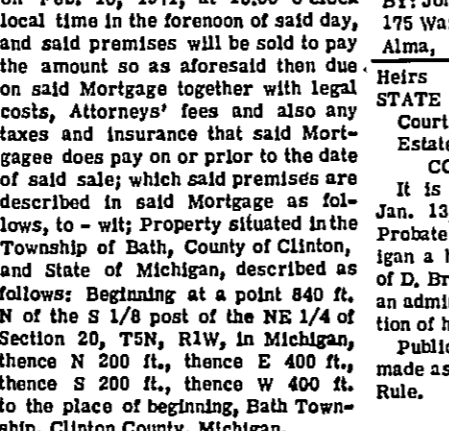 local time in the forenoon of said day,
and said premises will be sold to pay
the amount so as aforesaid then due
on said Mortgage together with legal
costs, Attorneys' fees and also any
taxes and insurance that said Mort-
gagee does pay on or prior to the date
of said sale; which said premises are
described in said Mortgage as fol-
lows, to - wit; Property situated in the
Township of Bath, County of Clinton,
and State of Michigan, described as
follows: Beginning at a point 840 ft.
N of the S 1/8 post of the NE 1/4 of
Section 20, T5N, R1W, in Michigan,
thence N 200 ft., thence E 400 ft.,
thence S 200 ft., thence W 400 ft.
to the place of beginning, Bath Town-
ship, Clinton County, Michigan.
175 Wa
Alma,
Heirs
STATE
Court
Estate
CO
It is
Jan. 13,
Probate
igan a h
of D. Br
an admi
tion of h
Public
made as
Rule.